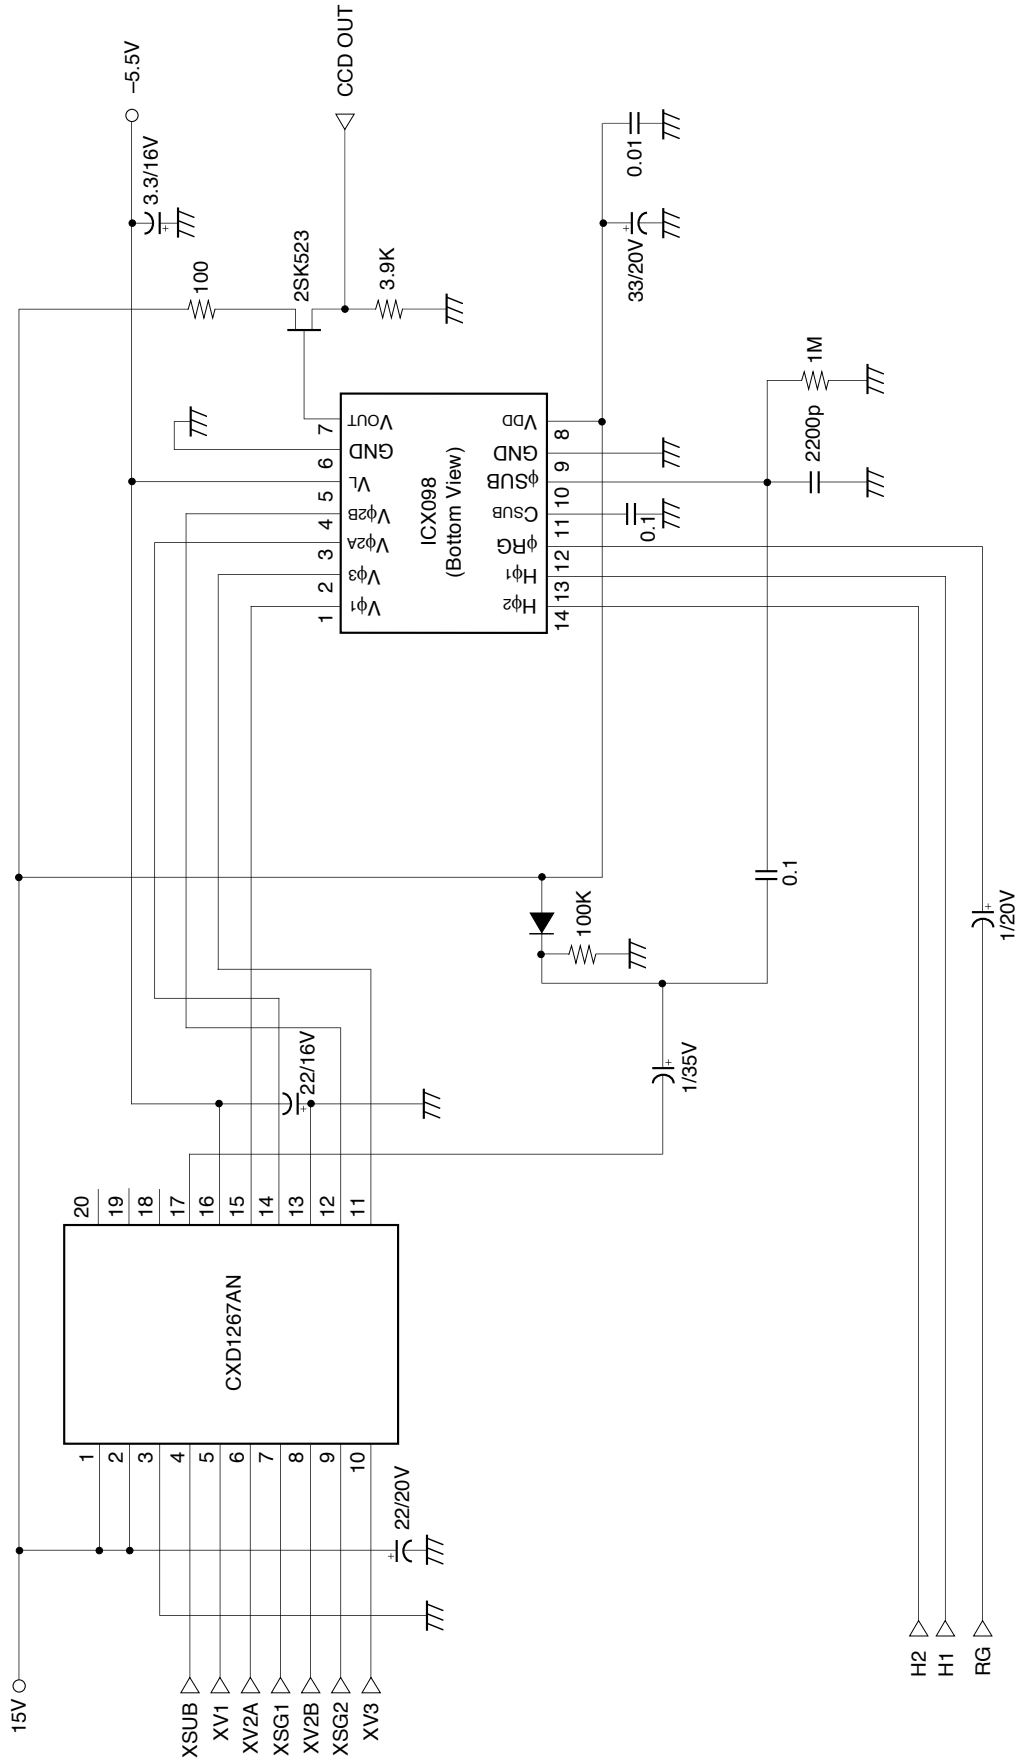 15V
XSUB
XV1
XV2A
XSG1
XV2B
XSG2
XV3
22/20V
1
2
3
4
5
6
7
8
9
10
CXD1267AN
20
19
18
17
16
15
14
13
12
11
22/16V
1/35V
100K
0.1
–5.5V
3.3/16V
100
2SK523
CCD OUT
3.9K
1
2
3
4
5
6
7
Vϕ1
Vϕ3
Vϕ2A
Vϕ2B
VL
GND
VOUT
ICX098
(Bottom View)
Hϕ2
Hϕ1
ϕRG
CSUB
ϕSUB
GND
VDD
14
13
12
11
10
9
8
0.1
33/20V
0.01
2200p
1M
H2
H1
RG
1/20V